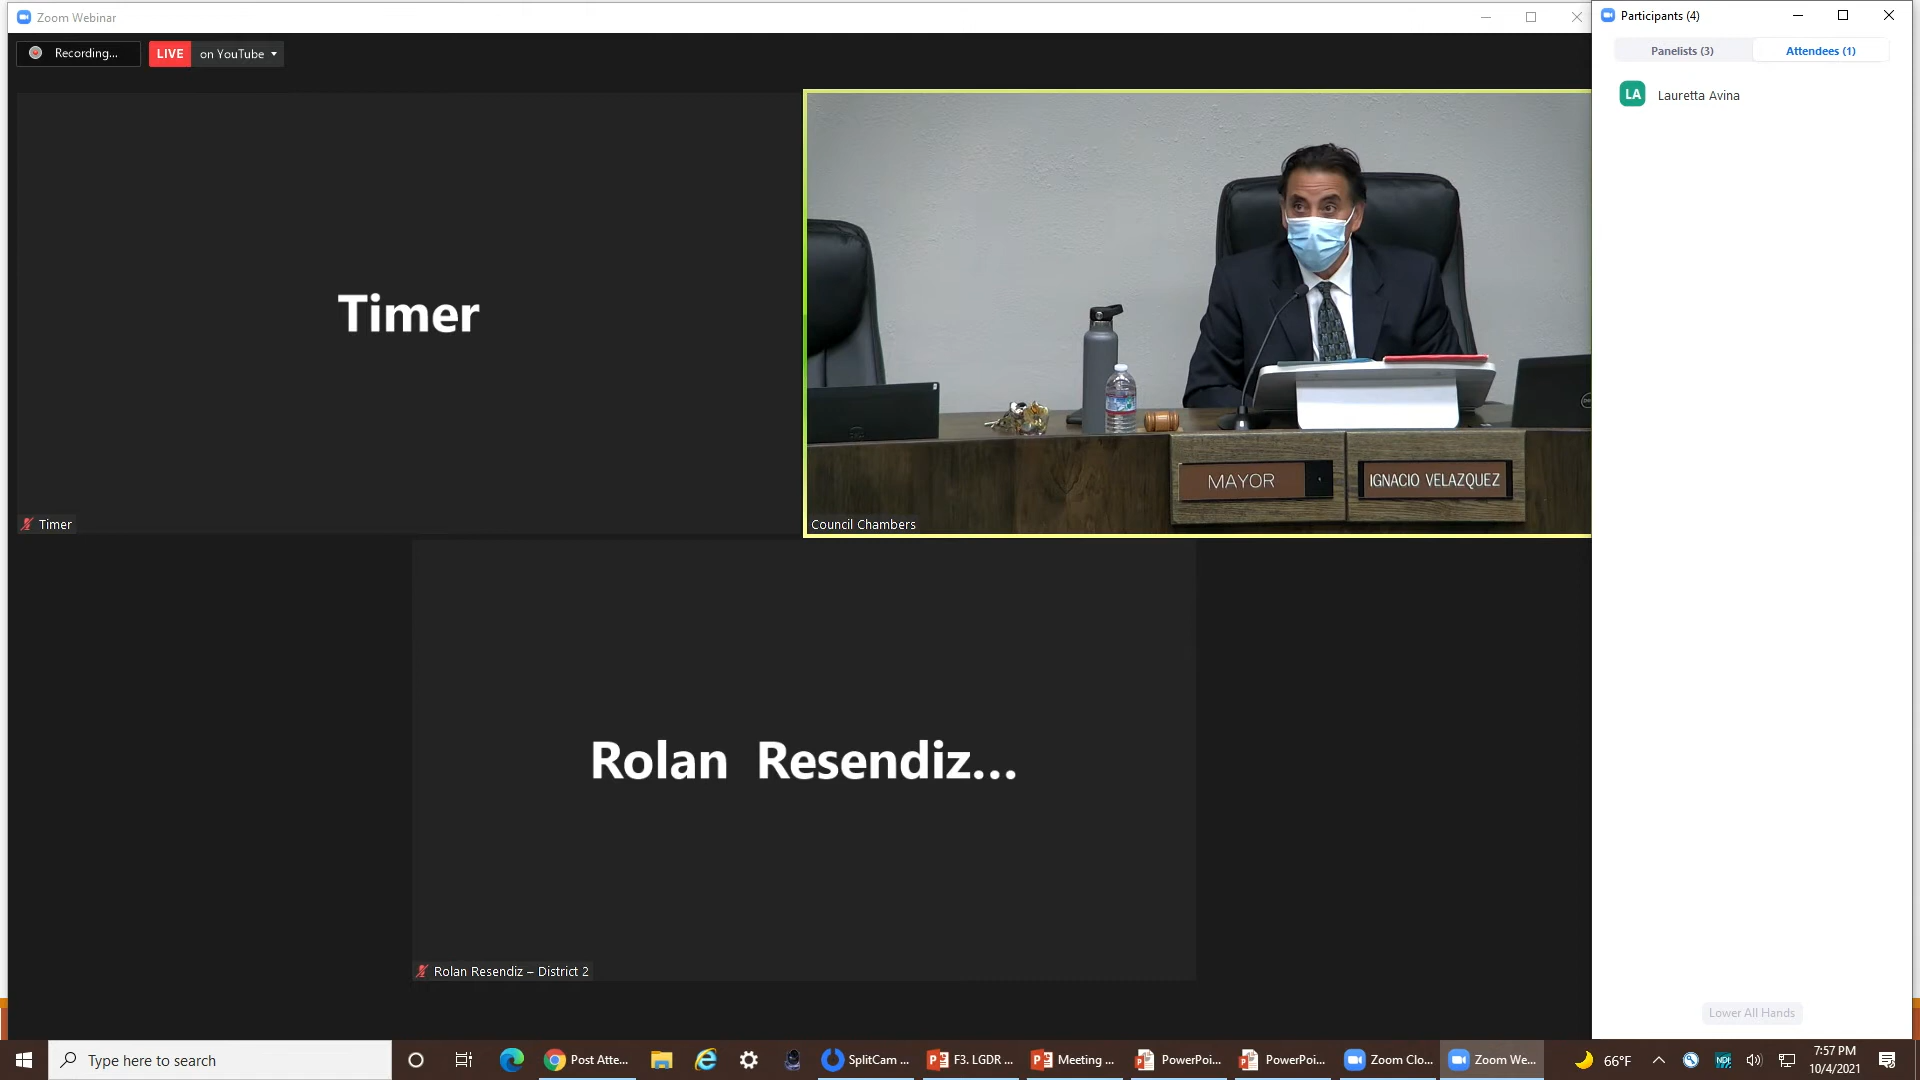 Zoom Webinar
Participants (4)
Recording...
LIVE on YouTube
Panelists (3)
Attendees (1)
LA Lauretta Avina
Timer
MAYOR
IGNACIO VELAZQUEZ
Timer
Council Chambers
Rolan Resendiz...
Rolan Resendiz – District 2
Lower All Hands
Type here to search
Post Atte...
SplitCam ...
F3. LGDR ...
Meeting ...
PowerPoi...
PowerPoi...
Zoom Clo...
Zoom We...
66°F
7:57 PM
10/4/2021